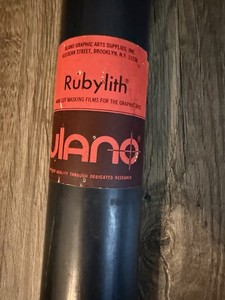 ULANO GRAPHIC ARTS SUPPLIES, INC.
STREET, BROOKLYN, N.Y.
Rubylith®
CUT MASKING FILMS FOR THE GRAPHIC ARTS
ulano
QUALITY THROUGH DEDICATED RESEARCH